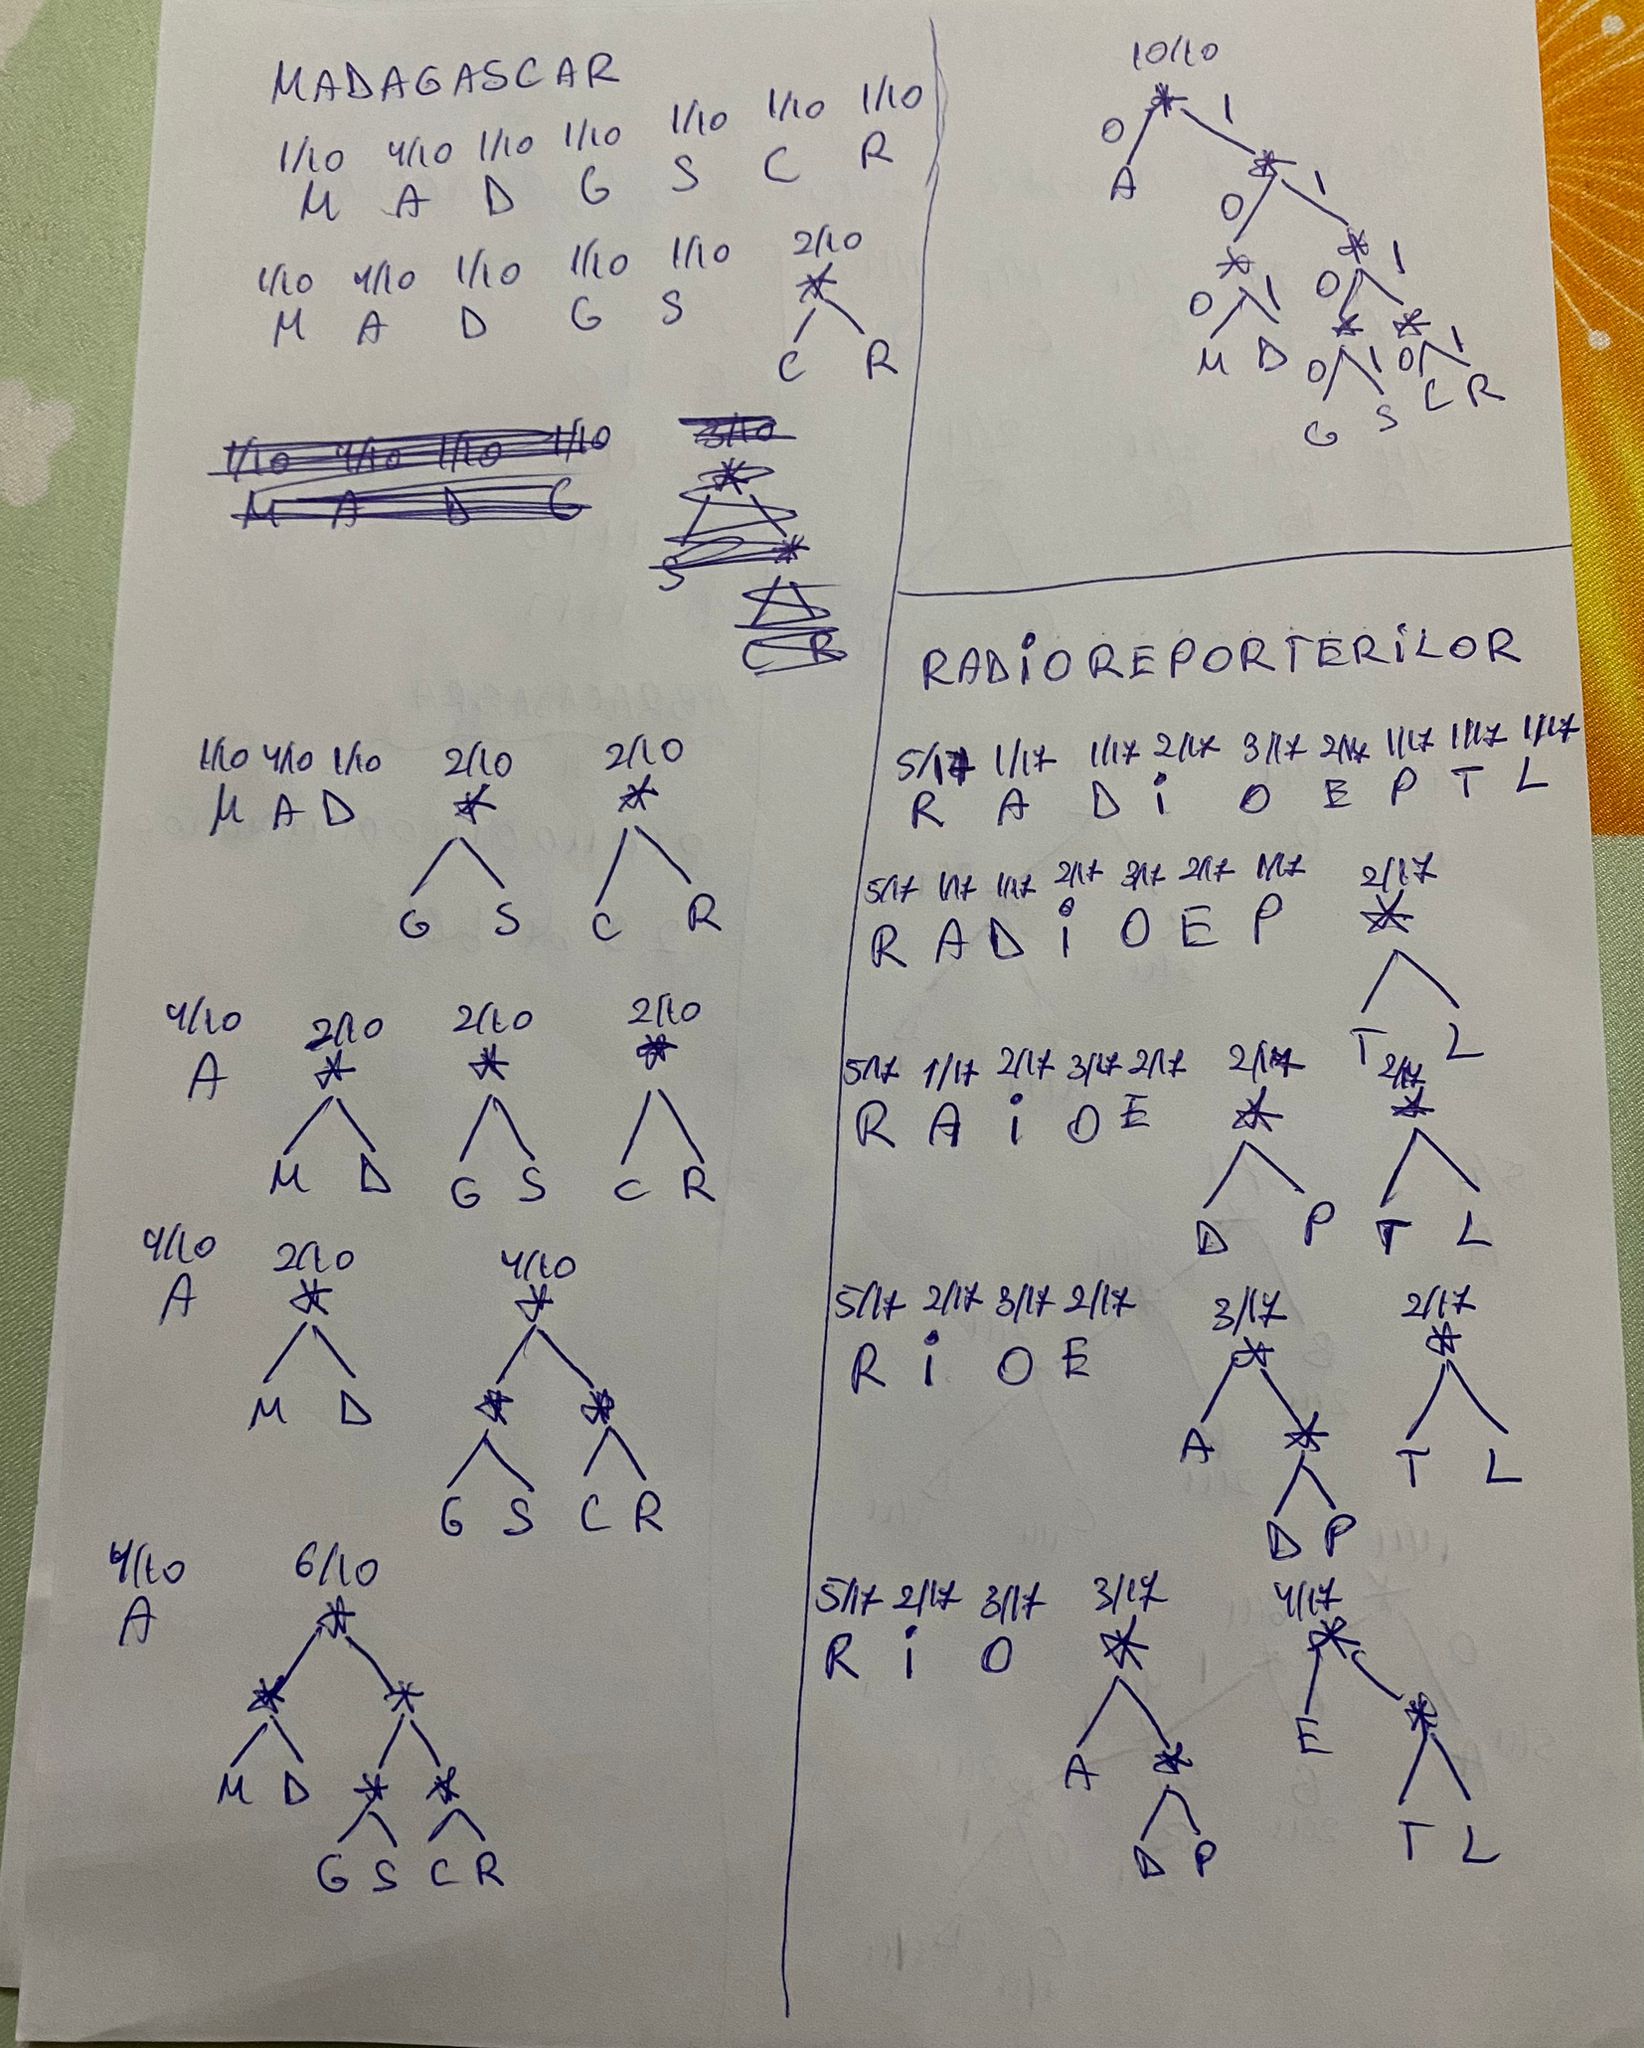 MADAGASCAR
1/10 4/10 1/10 1/10 1/10 1/10 1/10
M A D G S C R
1/10 4/10 1/10 1/10 1/10 2/10
M A D G S *
C R
1/10 4/10 1/10 1/10 3/10
M A D G *
S *
C R
1/10 4/10 1/10 2/10 2/10
M A D * *
G S C R
4/10 2/10 2/10 2/10
A * * *
M D G S C R
4/10 2/10 4/10
A * *
M D * *
G S C R
4/10 6/10
A *
* *
M D * *
G S C R
10/10
*
0 1
A *
0 1
* *
0 1 0 1
M D * *
0 1 0 1
G S C R
RADiOREPORTERiLOR
5/17 1/17 1/17 2/17 3/17 2/17 1/17 1/17 1/17
R A D i O E P T L
5/17 1/17 1/17 2/17 3/17 2/17 1/17 2/17
R A D i O E P *
T L
5/17 1/17 2/17 3/17 2/17 2/17 2/17
R A i O E * *
D P T L
5/17 2/17 3/17 2/17 3/17 2/17
R i O E * *
A * T L
D P
5/17 2/17 3/17 3/17 4/17
R i O * *
A * E *
D P T L